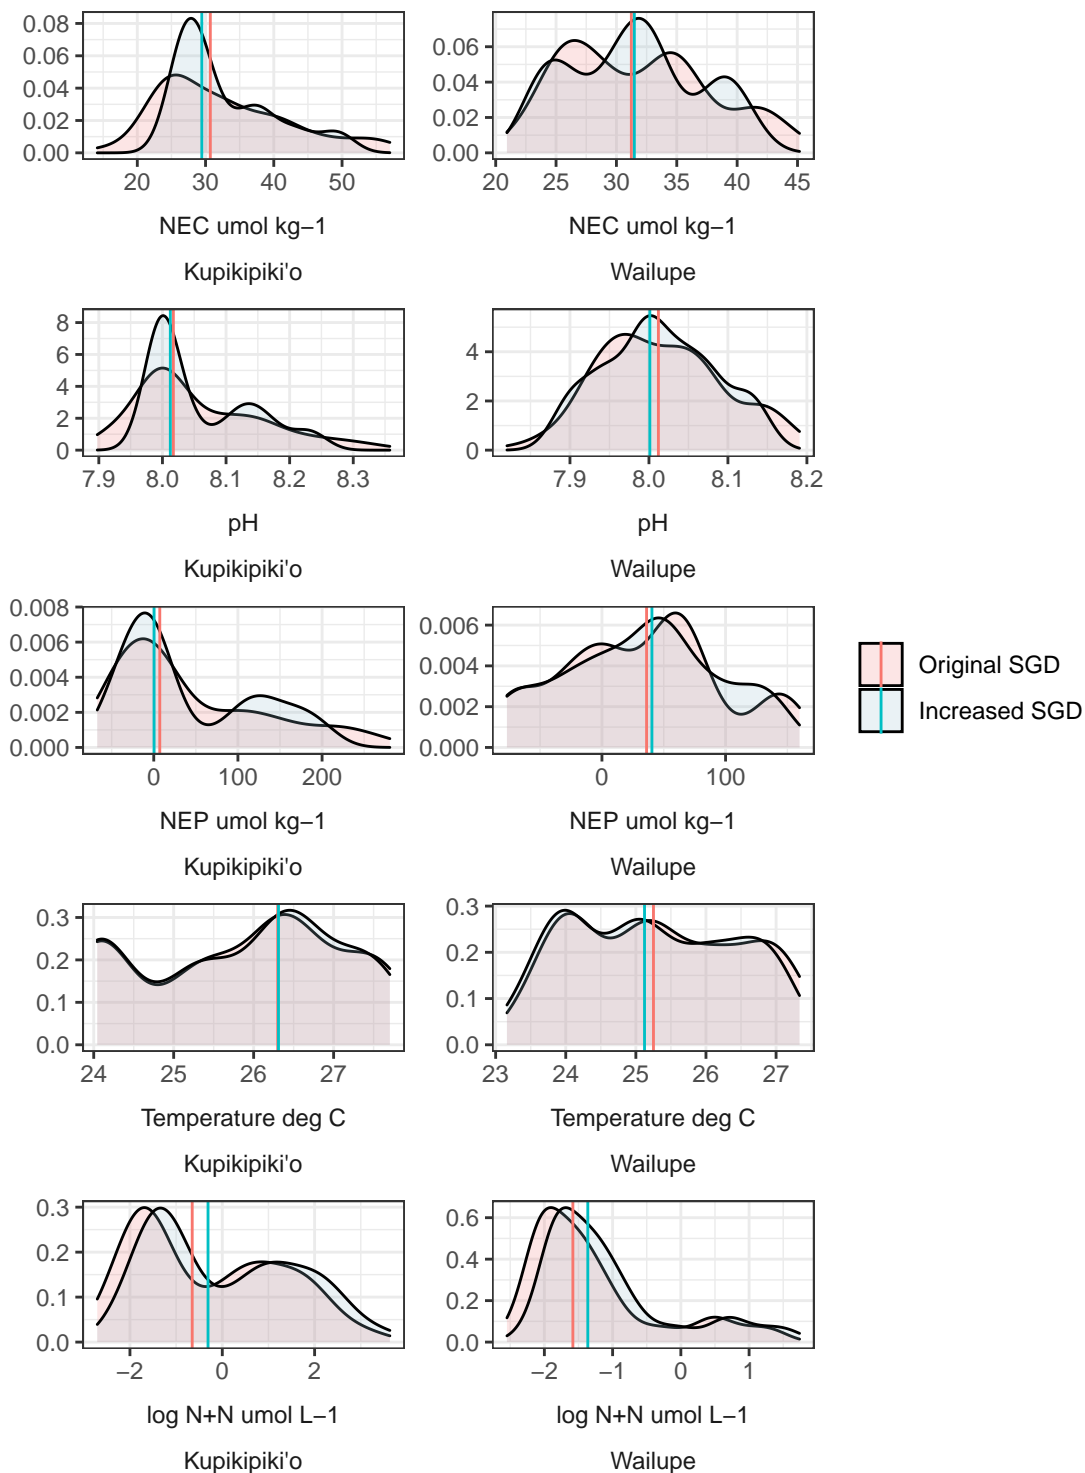 0.08
0.06
0.04
0.02
0.00
20 30 40 50
NEC umol kg−1
Kupikipiki'o
0.06
0.04
0.02
0.00
20 25 30 35 40 45
NEC umol kg−1
Wailupe
8
6
4
2
0
7.9 8.0 8.1 8.2 8.3
pH
Kupikipiki'o
4
2
0
7.9 8.0 8.1 8.2
pH
Wailupe
0.008
0.006
0.004
0.002
0.000
0 100 200
NEP umol kg−1
Kupikipiki'o
0.006
0.004
0.002
0.000
0 100
NEP umol kg−1
Wailupe
Original SGD
Increased SGD
0.3
0.2
0.1
0.0
24 25 26 27
Temperature deg C
Kupikipiki'o
0.3
0.2
0.1
0.0
23 24 25 26 27
Temperature deg C
Wailupe
0.3
0.2
0.1
0.0
−2 0 2
log N+N umol L−1
Kupikipiki'o
0.6
0.4
0.2
0.0
−2 −1 0 1
log N+N umol L−1
Wailupe